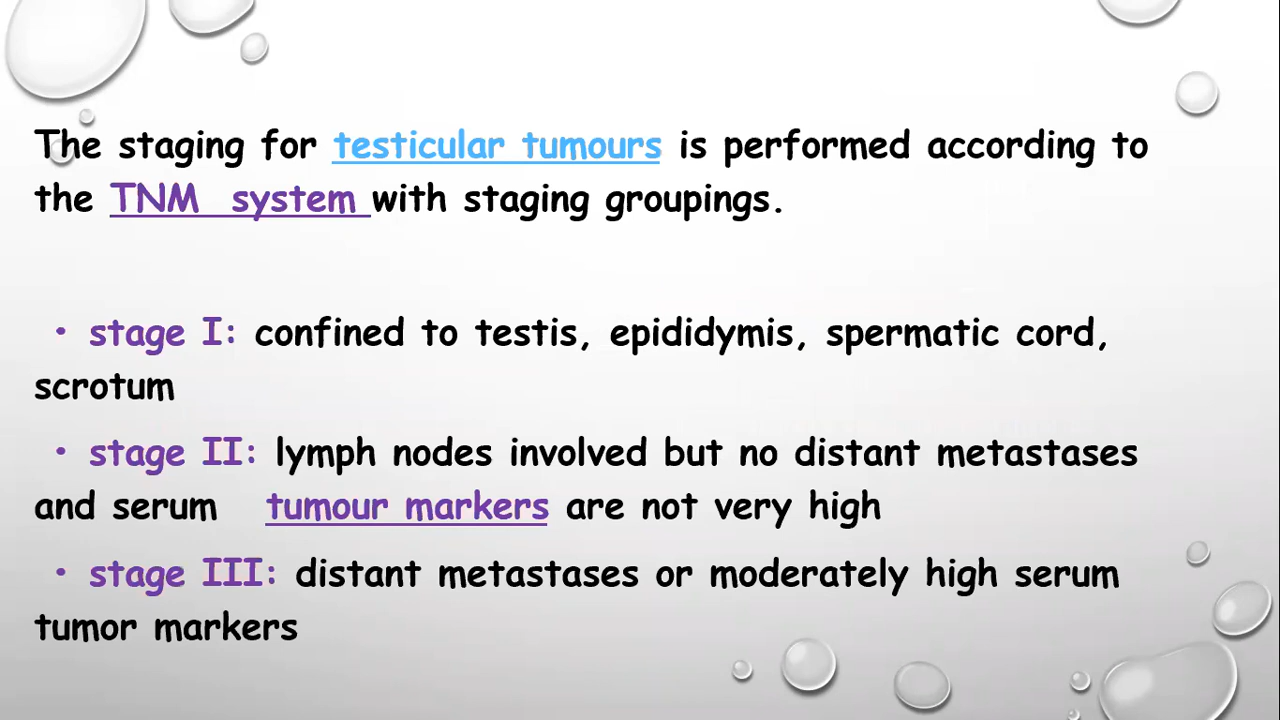 The staging for testicular tumours is performed according to
the TNM system with staging groupings.
• stage I: confined to testis, epididymis, spermatic cord,
scrotum
• stage II: lymph nodes involved but no distant metastases
and serum tumour markers are not very high
• stage III: distant metastases or moderately high serum
tumor markers